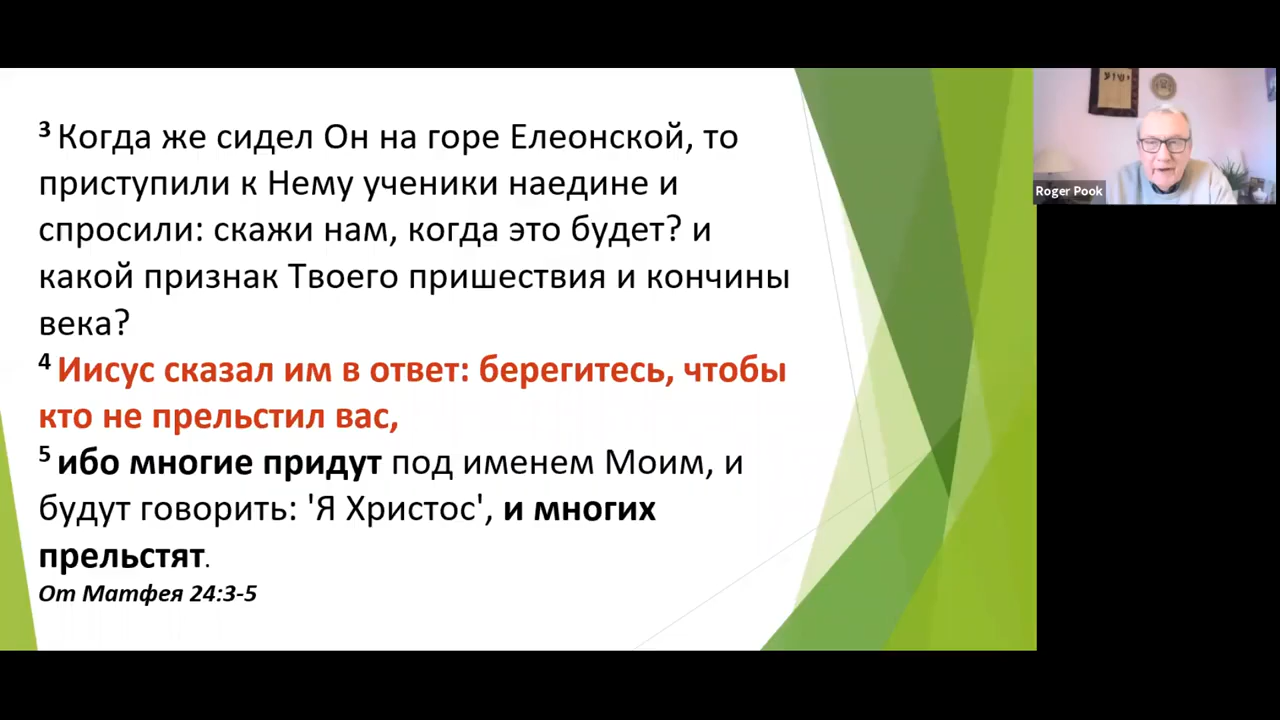 3 Когда же сидел Он на горе Елеонской, то
приступили к Нему ученики наедине и
спросили: скажи нам, когда это будет? и
какой признак Твоего пришествия и кончины
века?
4 Иисус сказал им в ответ: берегитесь, чтобы
кто не прельстил вас,
5 ибо многие придут под именем Моим, и
будут говорить: 'Я Христос', и многих
прельстят.
От Матфея 24:3-5
Roger Pook
ישוע